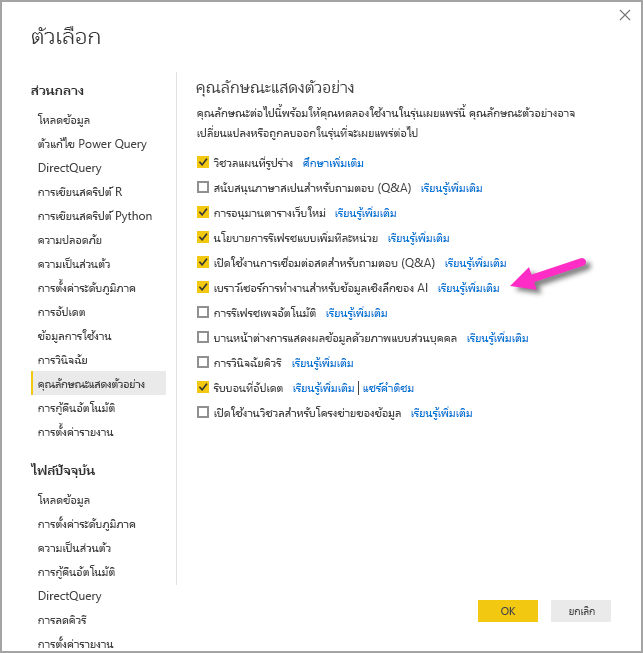 ตัวเลือก
ส่วนกลาง
โหลดข้อมูล
ตัวแก้ไข Power Query
DirectQuery
การเขียนสคริปต์ R
การเขียนสคริปต์ Python
ความปลอดภัย
ความเป็นส่วนตัว
การตั้งค่าระดับภูมิภาค
การอัปเดต
ข้อมูลการใช้งาน
การวินิจฉัย
คุณลักษณะแสดงตัวอย่าง
การกู้คืนอัตโนมัติ
การตั้งค่ารายงาน
ไฟล์ปัจจุบัน
โหลดข้อมูล
การตั้งค่าระดับภูมิภาค
ความเป็นส่วนตัว
การกู้คืนอัตโนมัติ
DirectQuery
การลดคิวรี
การตั้งค่ารายงาน
คุณลักษณะแสดงตัวอย่าง
คุณลักษณะต่อไปนี้พร้อมให้คุณทดลองใช้งานในรุ่นเผยแพร่นี้ คุณลักษณะตัวอย่างอาจ
เปลี่ยนแปลงหรือถูกลบออกในรุ่นที่จะเผยแพร่ต่อไป
วิชวลแผนที่รูปร่าง ศึกษาเพิ่มเติม
สนับสนุนภาษาสเปนสำหรับถามตอบ (Q&A) เรียนรู้เพิ่มเติม
การอนุมานตารางเว็บใหม่ เรียนรู้เพิ่มเติม
นโยบายการรีเฟรชแบบเพิ่มทีละหน่วย เรียนรู้เพิ่มเติม
เปิดใช้งานการเชื่อมต่อสดสำหรับถามตอบ (Q&A) เรียนรู้เพิ่มเติม
เบราว์เซอร์การทำงานสำหรับข้อมูลเชิงลึกของ AI เรียนรู้เพิ่มเติม
การรีเฟรชเพจอัตโนมัติ เรียนรู้เพิ่มเติม
บานหน้าต่างการแสดงผลข้อมูลด้วยภาพแบบส่วนบุคคล เรียนรู้เพิ่มเติม
การวินิจฉัยคิวรี เรียนรู้เพิ่มเติม
ริบบอนที่อัปเดต เรียนรู้เพิ่มเติม | แชร์คำติชม
เปิดใช้งานวิชวลสำหรับโครงข่ายของข้อมูล เรียนรู้เพิ่มเติม
OK
ยกเลิก